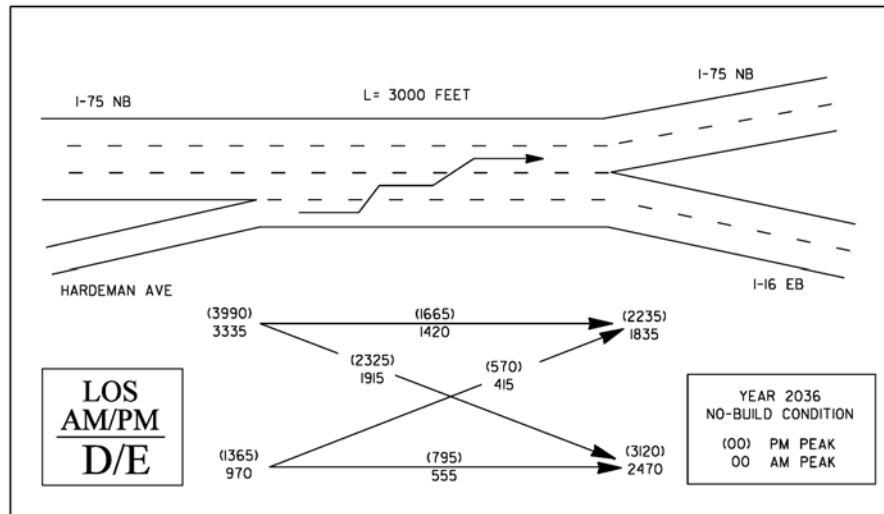 I-75 NB
L= 3000 FEET
I-75 NB
HARDEMAN AVE
I-16 EB
(3990)
3335
(1665)
1420
(2235)
1835
(2325)
1915
(570)
415
(1365)
970
(795)
555
(3120)
2470
LOS
AM/PM
D/E
YEAR 2036
NO-BUILD CONDITION
(00) PM PEAK
00 AM PEAK